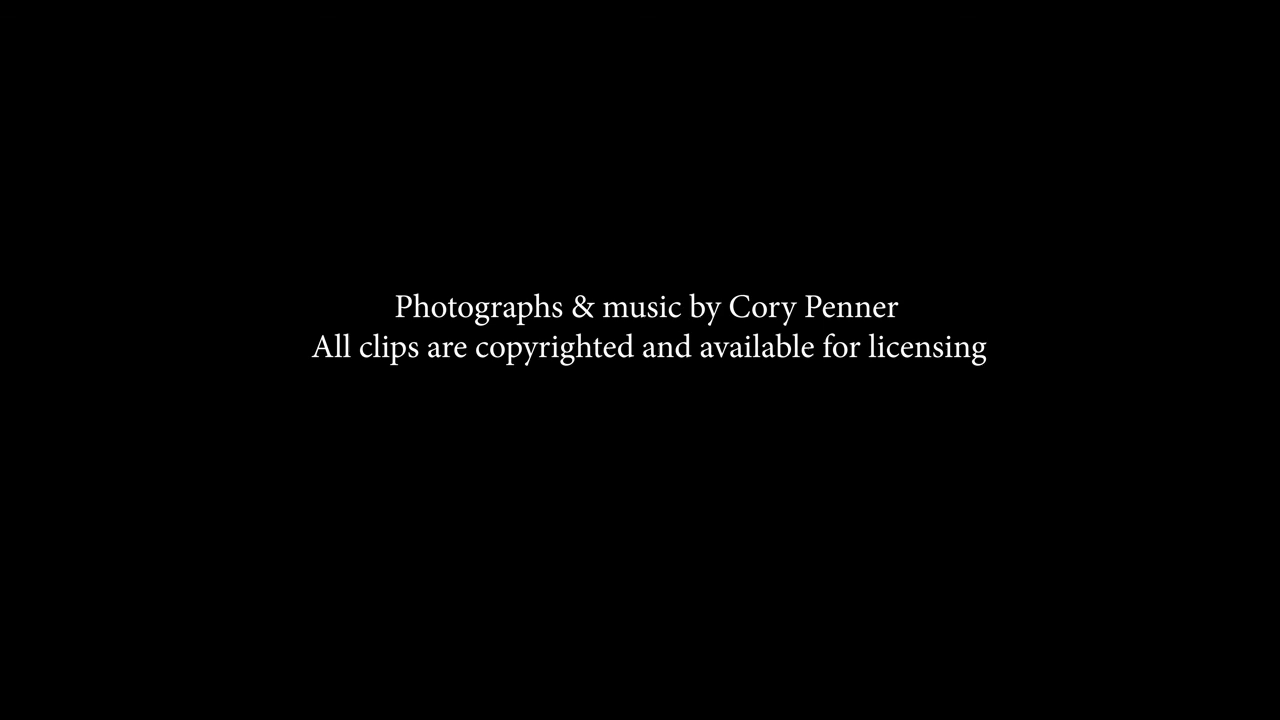 Photographs & music by Cory Penner
All clips are copyrighted and available for licensing